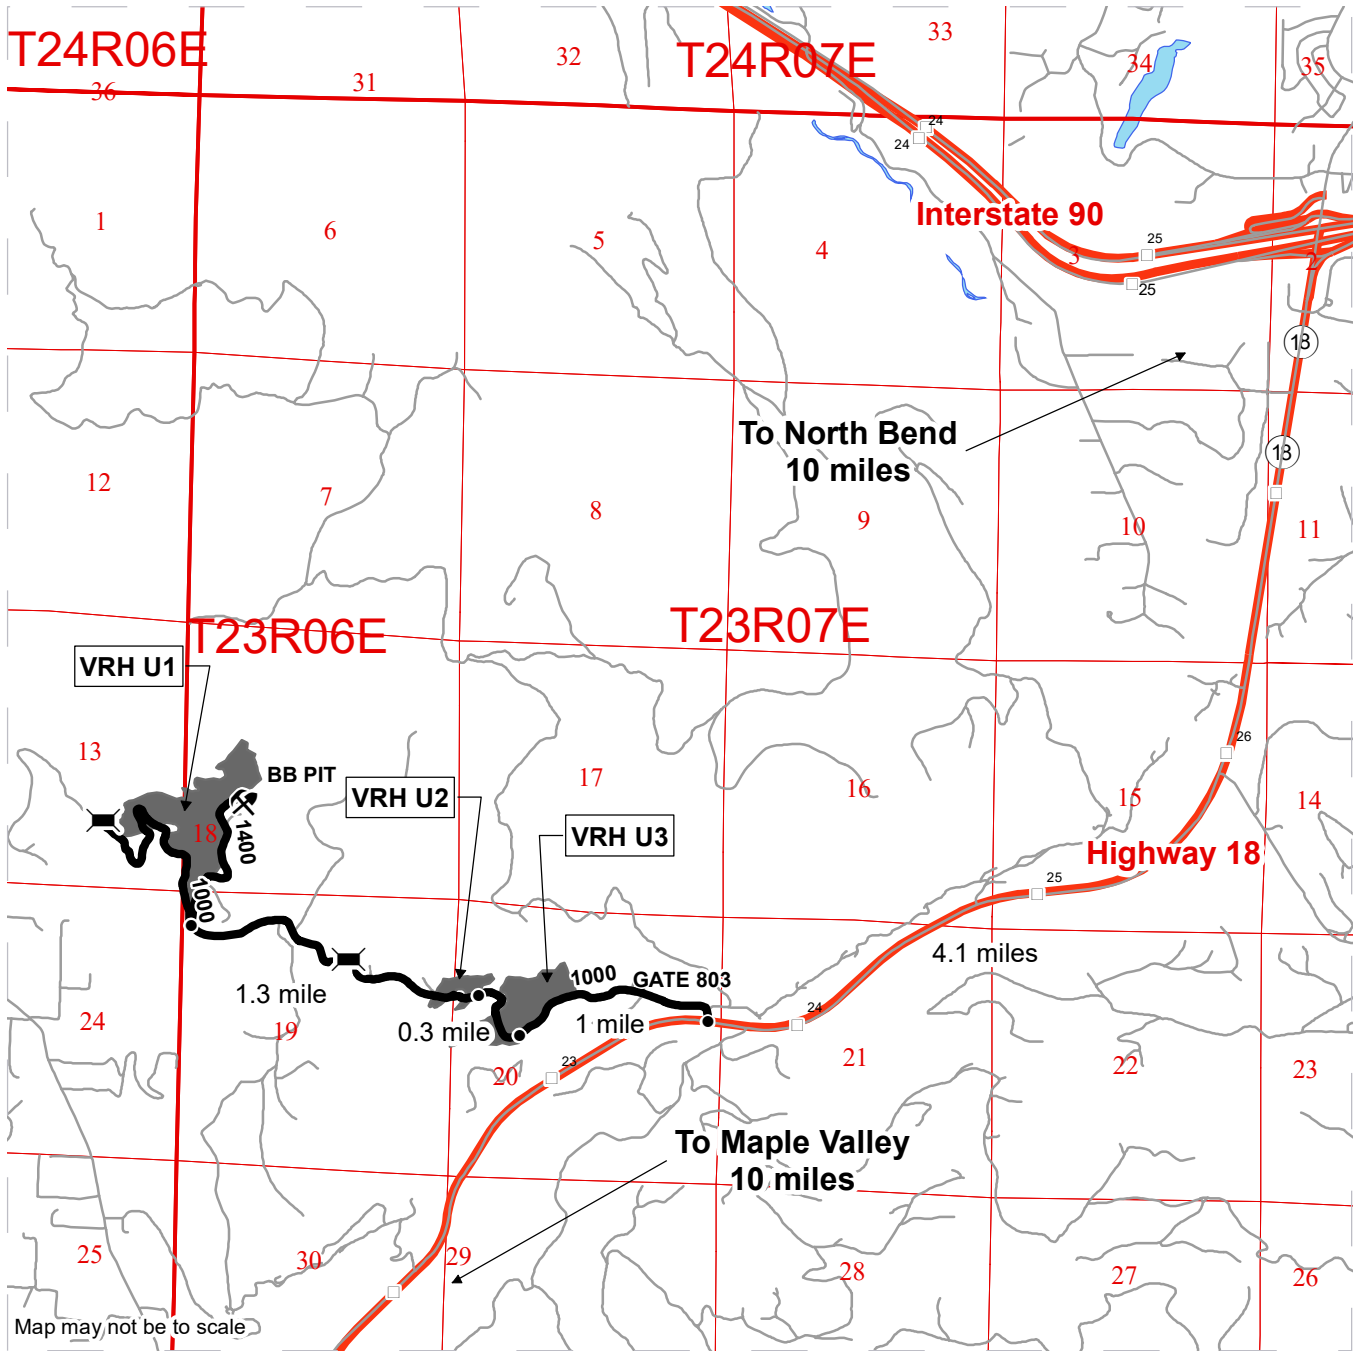 33
T24R06E
T24R07E
32
34
35
31
36
24
24
1
Interstate 90
6
5
4
25
3
2
25
18
To North Bend
10 miles
18
12
7
8
9
10
11
T23R07E
T23R06E
VRH U1
13
26
BB PIT
17
16
VRH U2
15
14
18
1400
VRH U3
Highway 18
25
1000
4.1 miles
1000
GATE 803
1.3 mile
24
24
19
0.3 mile
1 mile
21
23
20
22
23
To Maple Valley
10 miles
25
30
29
28
27
26
Map may not be to scale